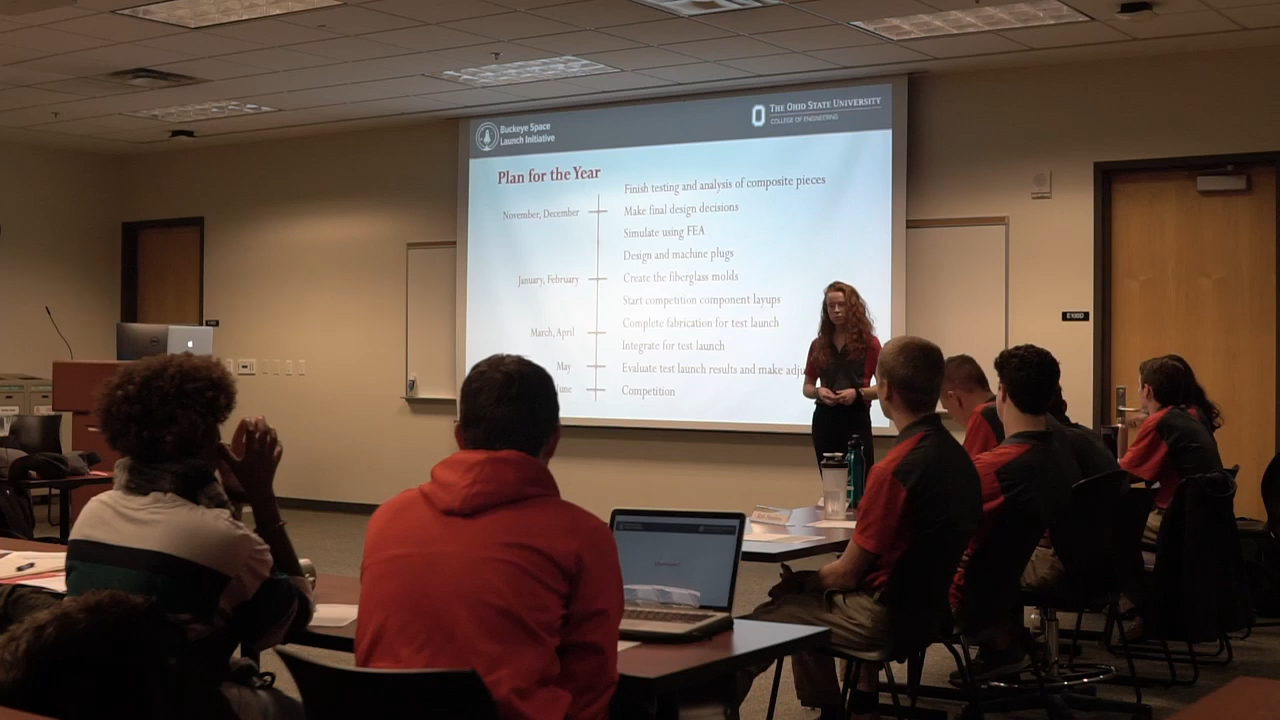 Buckeye Space
Launch Initiative
THE OHIO STATE UNIVERSITY
COLLEGE OF ENGINEERING
Plan for the Year
Finish testing and analysis of composite pieces
November, December
Make final design decisions
Simulate using FEA
Design and machine plugs
January, February
Create the fiberglass molds
Start competition component layups
Complete fabrication for test launch
March, April
Integrate for test launch
May
Evaluate test launch results and make adju
June
Competition
DELL